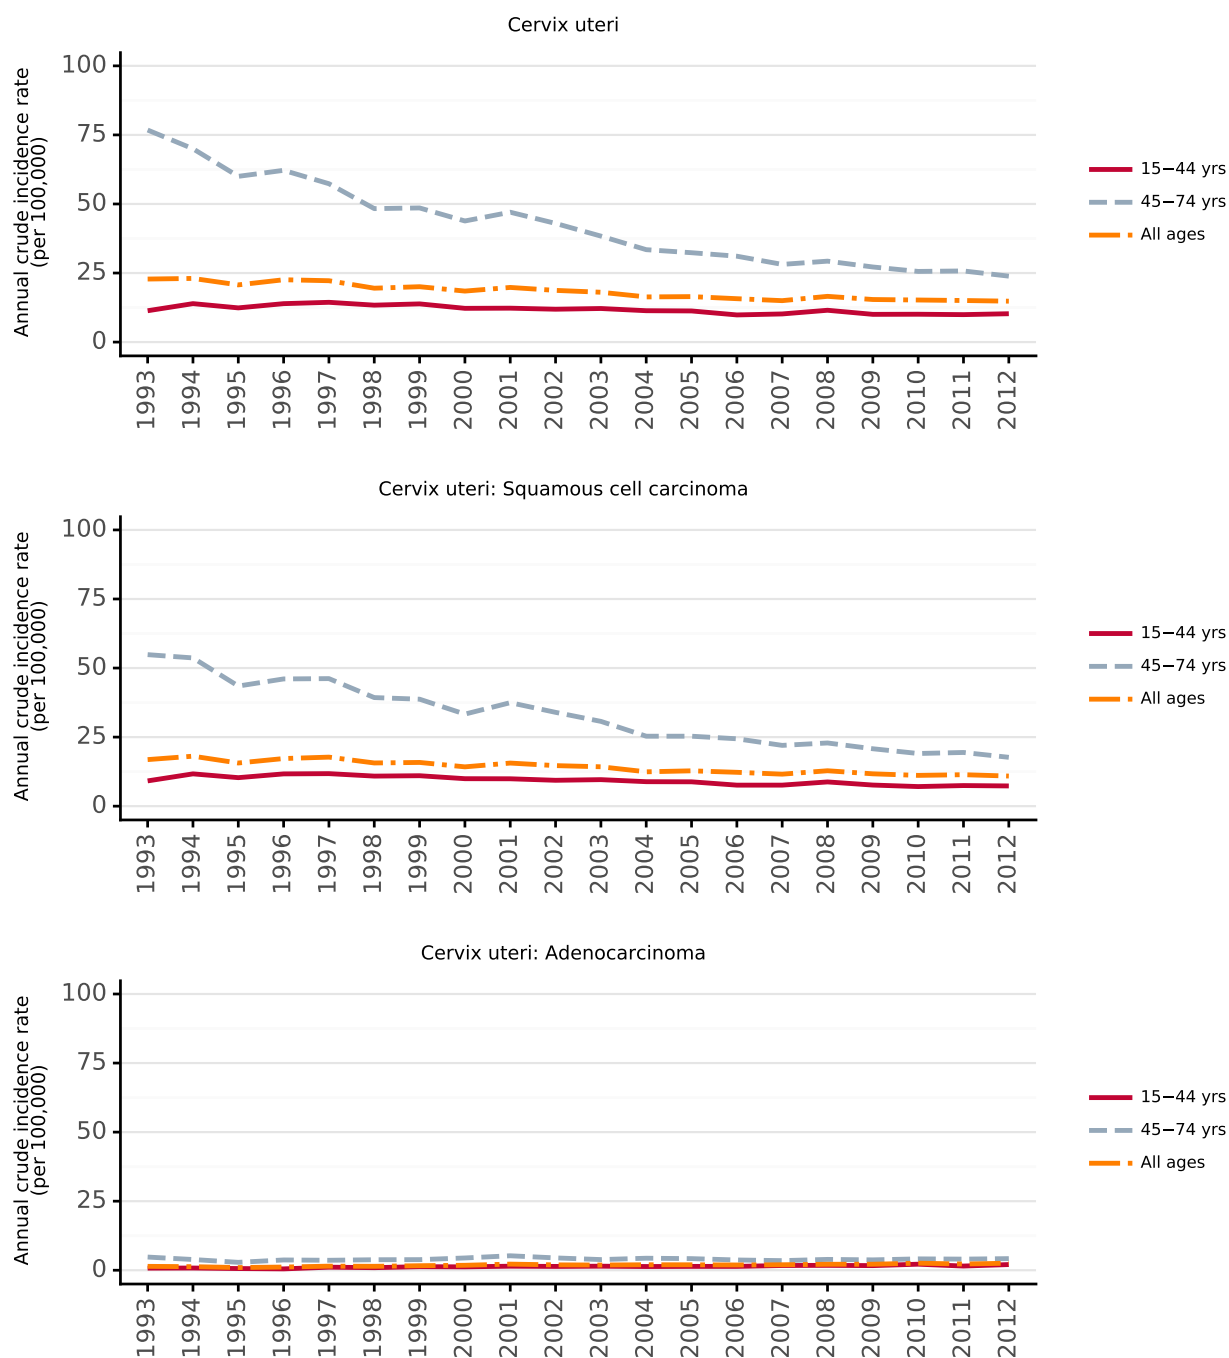 Cervix uteri
Annual crude incidence rate
(per 100,000)
100
75
50
25
0
1993 1994 1995 1996 1997 1998 1999 2000 2001 2002 2003 2004 2005 2006 2007 2008 2009 2010 2011 2012
15−44 yrs
45−74 yrs
All ages
Cervix uteri: Squamous cell carcinoma
Annual crude incidence rate
(per 100,000)
100
75
50
25
0
1993 1994 1995 1996 1997 1998 1999 2000 2001 2002 2003 2004 2005 2006 2007 2008 2009 2010 2011 2012
15−44 yrs
45−74 yrs
All ages
Cervix uteri: Adenocarcinoma
Annual crude incidence rate
(per 100,000)
100
75
50
25
0
1993 1994 1995 1996 1997 1998 1999 2000 2001 2002 2003 2004 2005 2006 2007 2008 2009 2010 2011 2012
15−44 yrs
45−74 yrs
All ages